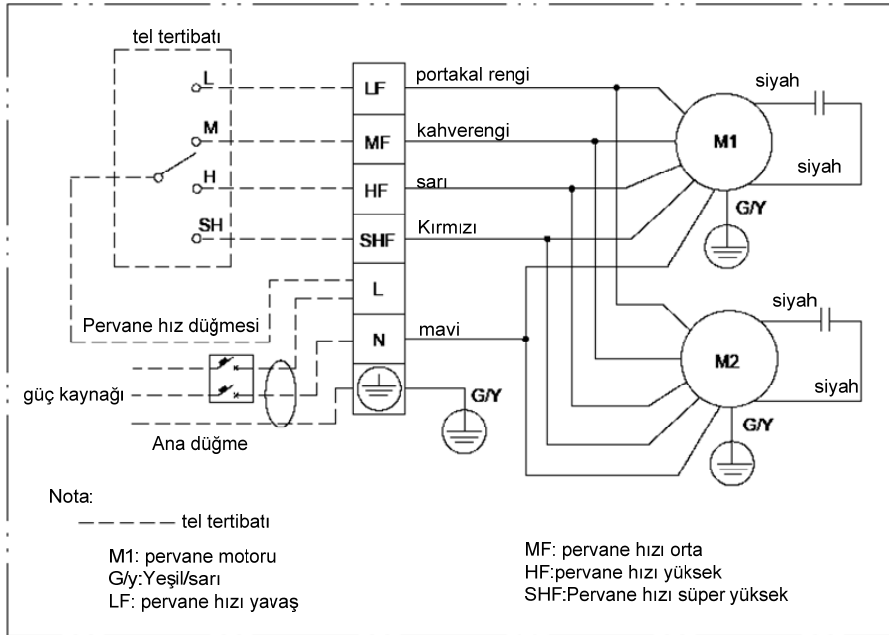 tel tertibatı
L
M
H
SH
Pervane hız düğmesi
güç kaynağı
Ana düğme
LF
MF
HF
SHF
L
N
portakal rengi
kahverengi
sarı
Kırmızı
mavi
G/Y
siyah
M1
siyah
G/Y
siyah
M2
siyah
G/Y
Nota:
tel tertibatı
M1: pervane motoru
G/y:Yeşil/sarı
LF: pervane hızı yavaş
MF: pervane hızı orta
HF:pervane hızı yüksek
SHF:Pervane hızı süper yüksek